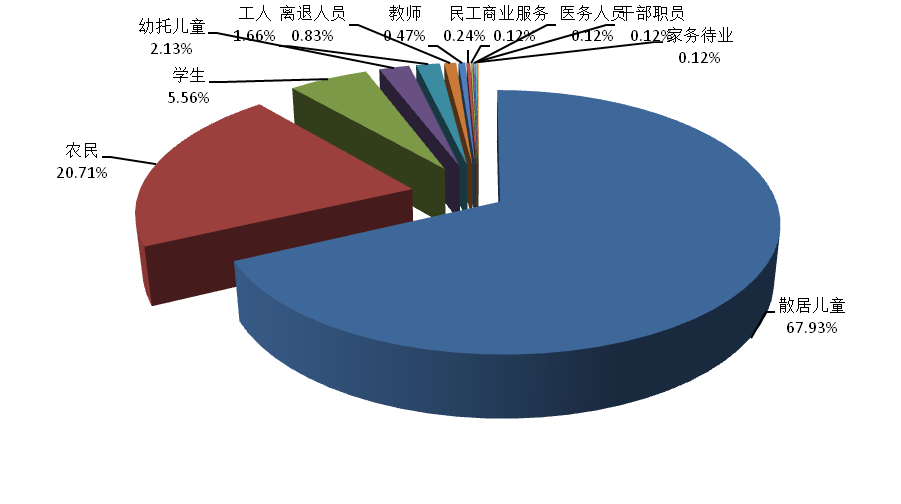 工人
1.66%
离退人员
0.83%
教师
0.47%
民工
0.24%
商业服务
0.12%
医务人员
0.12%
干部职员
0.12%
家务待业
0.12%
幼托儿童
2.13%
学生
5.56%
农民
20.71%
散居儿童
67.93%